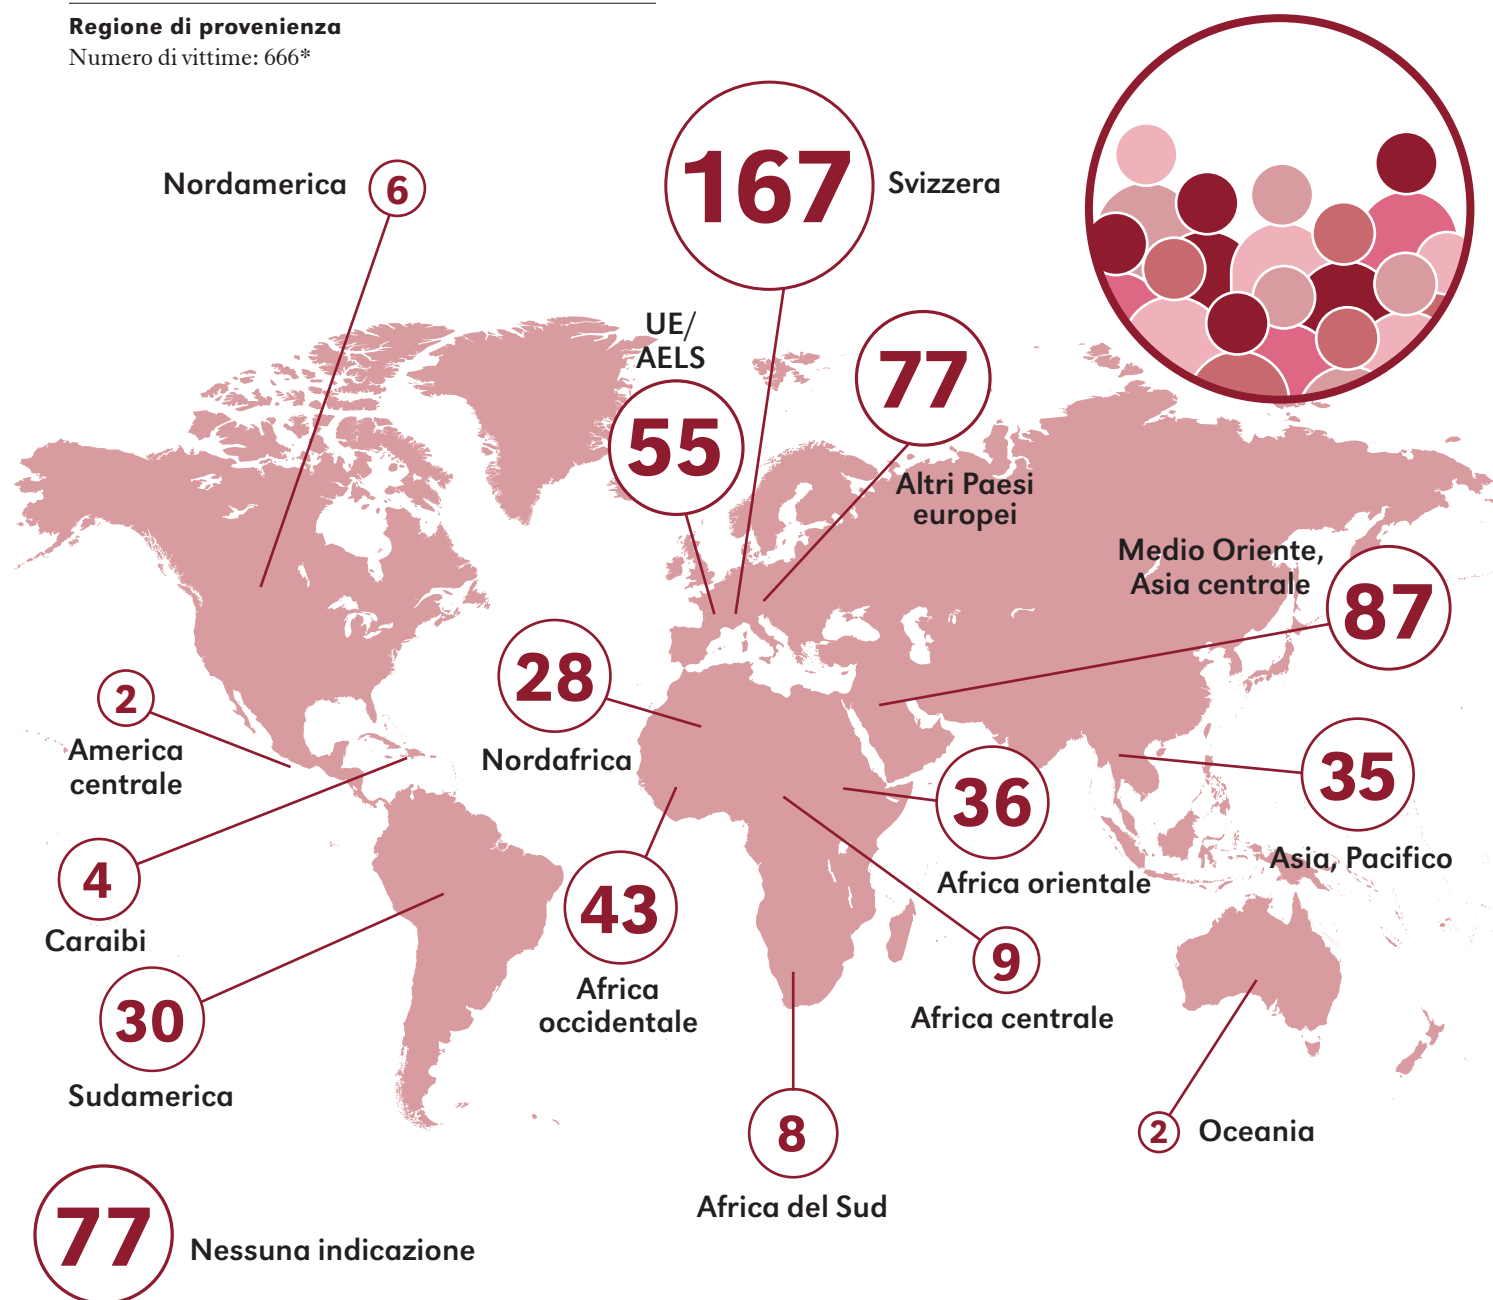 Regione di provenienza
Numero di vittime: 666*
Nordamerica
6
167
Svizzera
UE/
AELS
55
77
Altri Paesi
europei
Medio Oriente,
Asia centrale
87
28
Nordafrica
2
America
centrale
35
Asia, Pacifico
36
Africa orientale
4
Caraibi
43
Africa
occidentale
9
Africa centrale
30
Sudamerica
8
Africa del Sud
2
Oceania
77
Nessuna indicazione